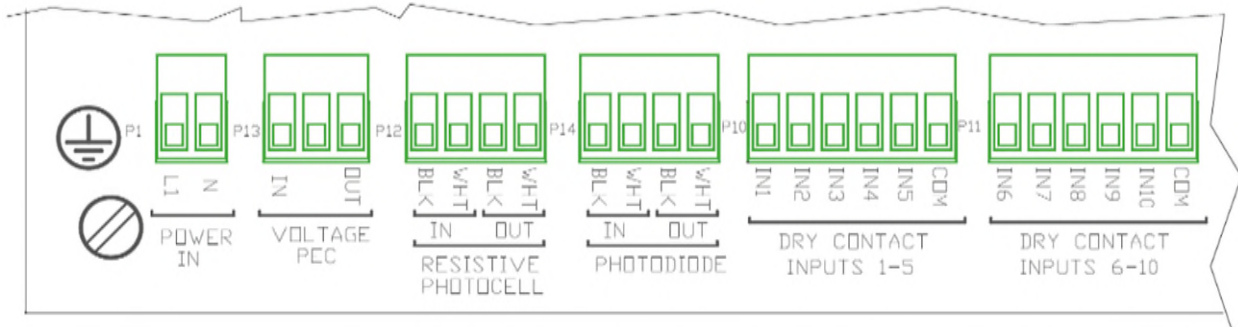 P1
P13
P12
P14
P10
P11
L1 N
IN OUT
BLK WHT BLK WHT
BLK WHT BLK WHT
IN1 IN2 IN3 IN4 IN5 COM
IN6 IN7 IN8 IN9 IN10 COM
POWER
IN
VOLTAGE
PEC
IN OUT
RESISTIVE
PHOTOCELL
IN OUT
PHOTODIODE
DRY CONTACT
INPUTS 1-5
DRY CONTACT
INPUTS 6-10